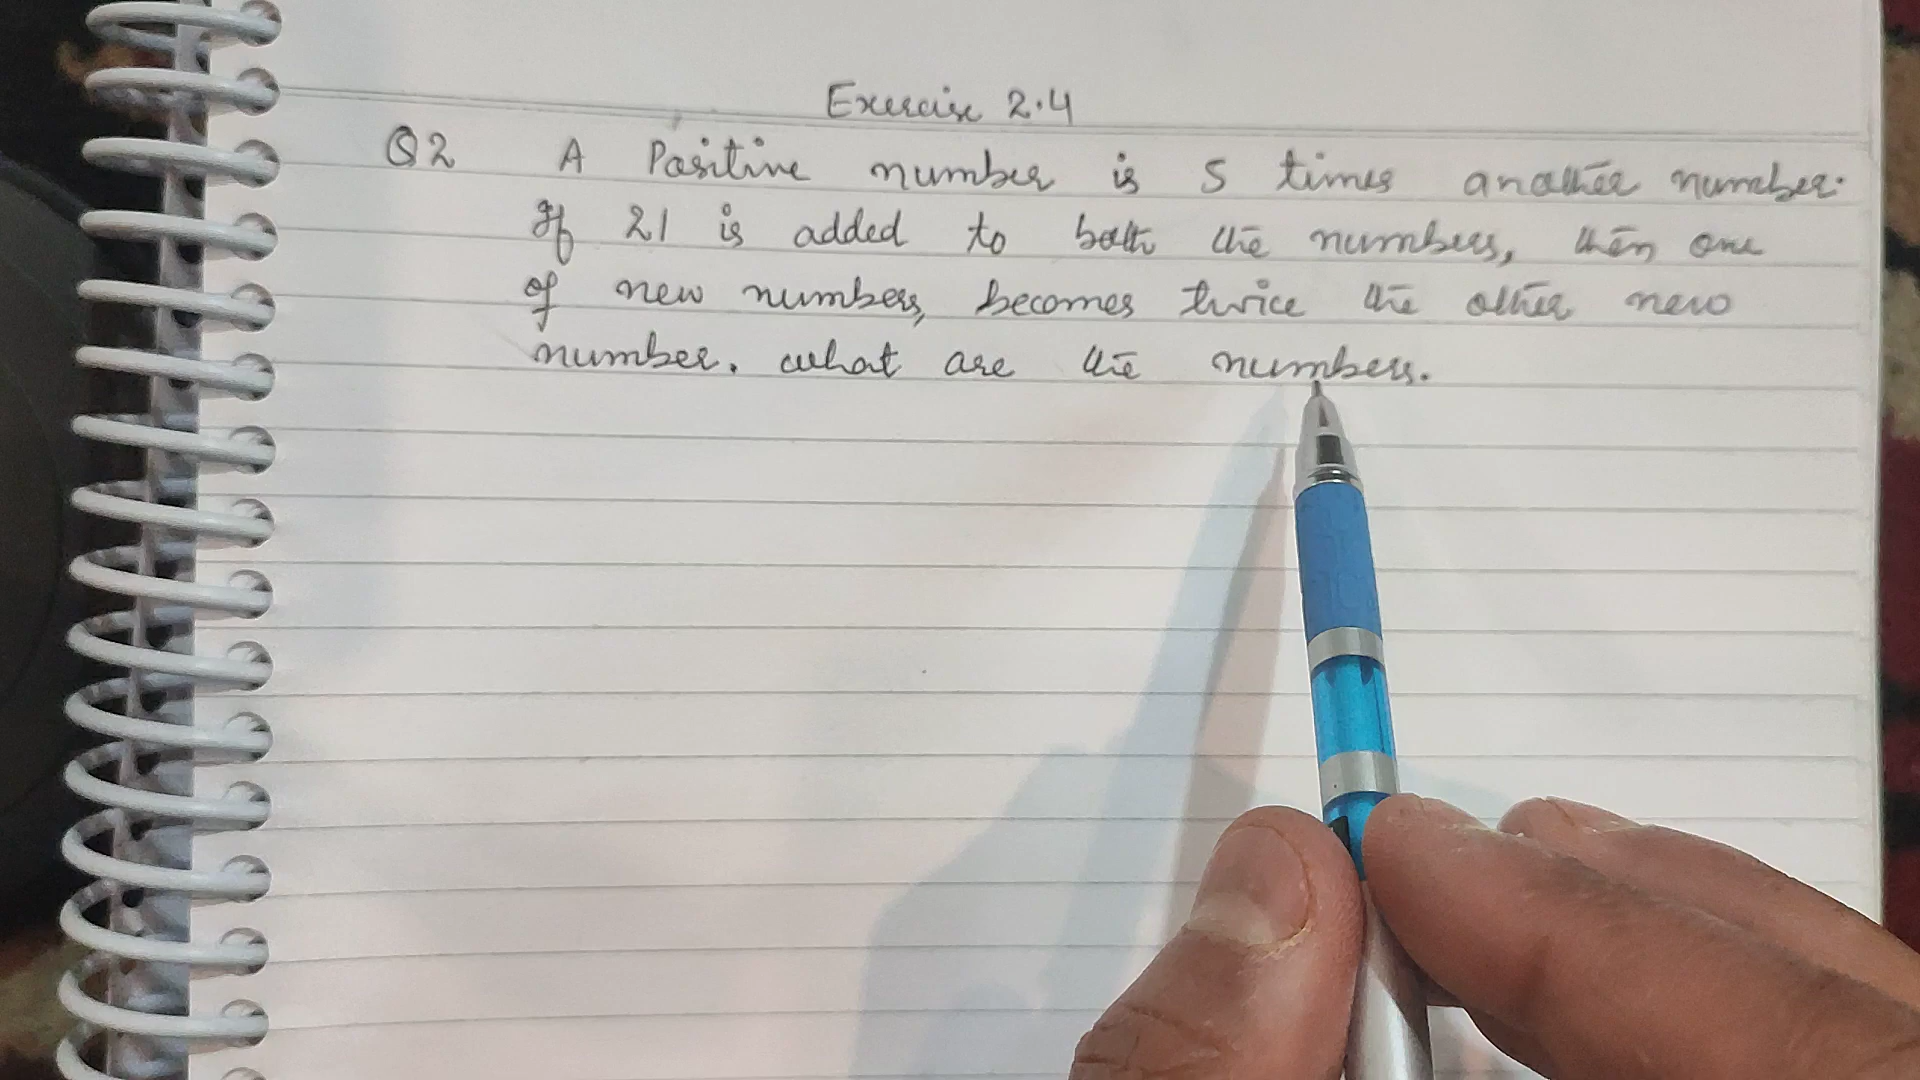 Exercise 2.4
Q2 A Positive number is 5 times another number.
If 21 is added to both the numbers, then one
of new numbers, becomes twice the other new
number. what are the numbers.